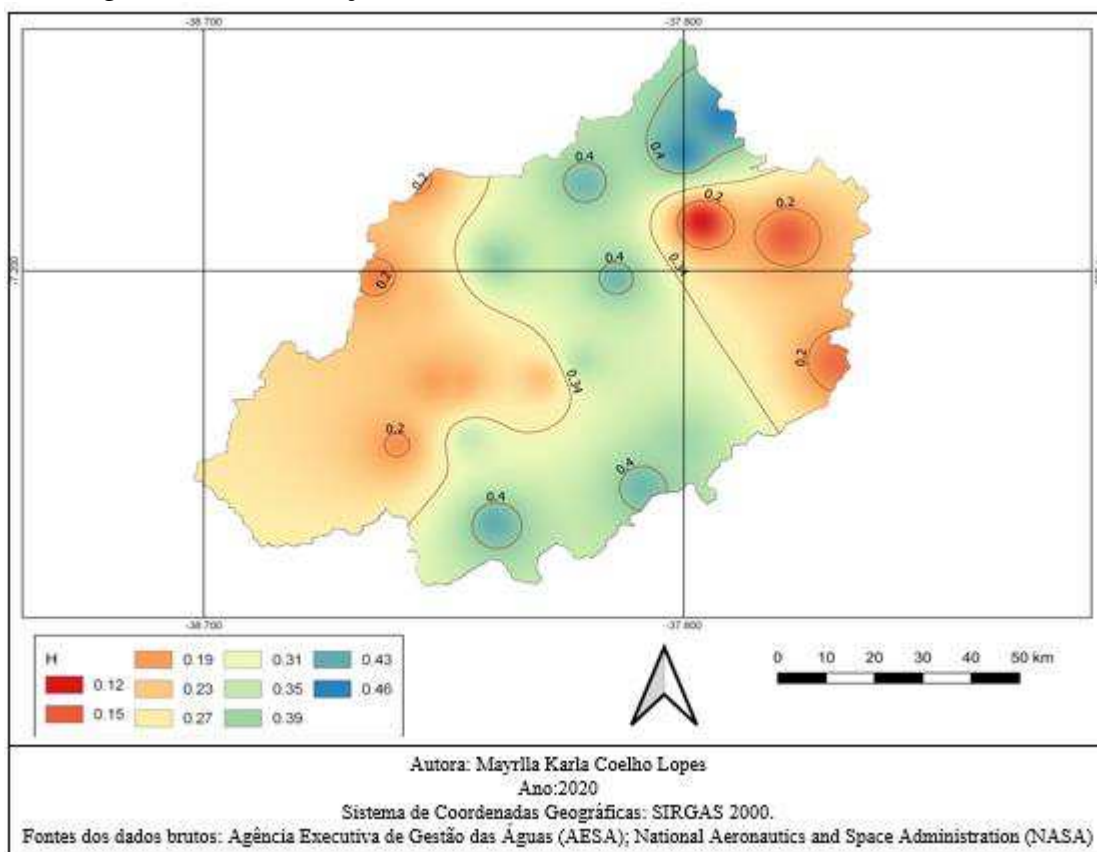 -38.700 -37.800
0.4
0.4
0.2
0.2
0.2
0.4
-7.200
0.2
0.34
0.2
0.34
0.2
0.4
0.4
-38.700 -37.800
H 0.19 0.31 0.43
0.12 0.23 0.35 0.46
0.15 0.27 0.39
0 10 20 30 40 50 km
Autora: Mayrlla Karla Coelho Lopes
Ano:2020
Sistema de Coordenadas Geográficas: SIRGAS 2000.
Fontes dos dados brutos: Agência Executiva de Gestão das Águas (AESA); National Aeronautics and Space Administration (NASA)